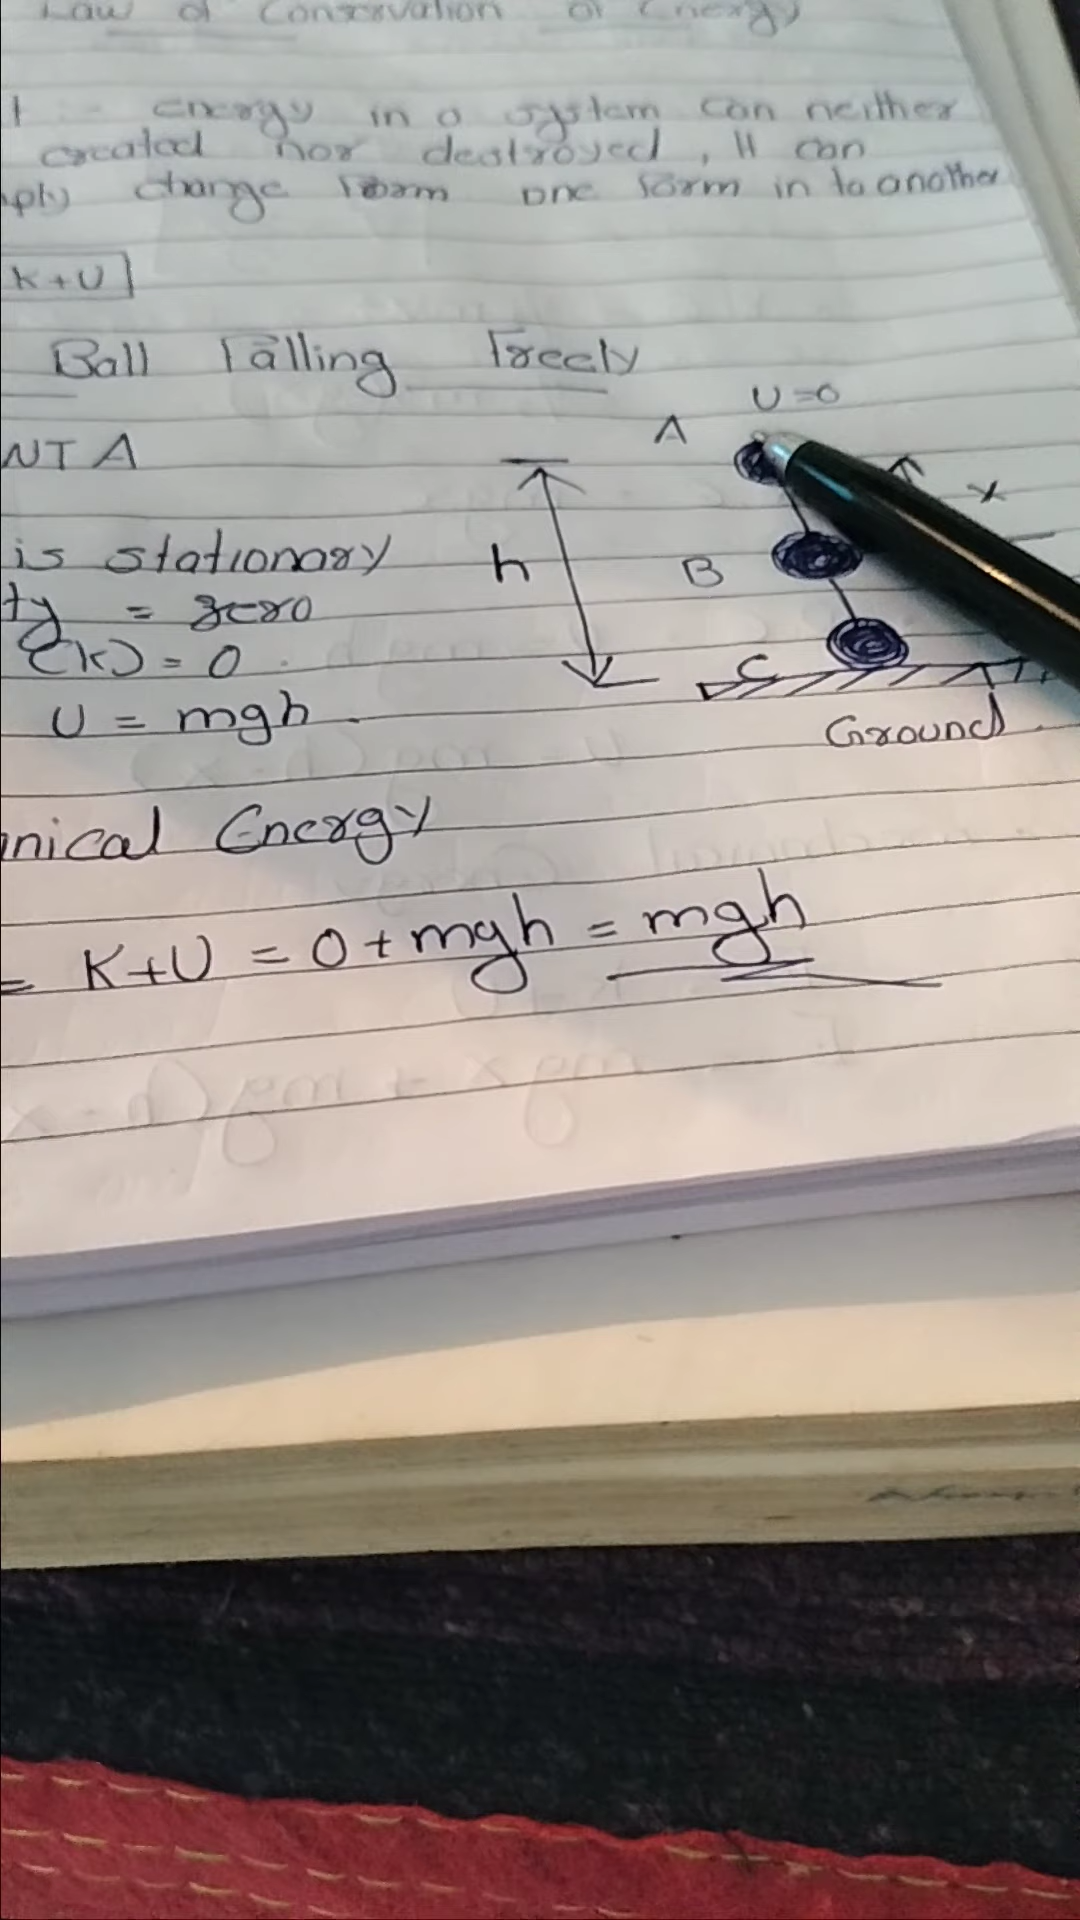 Law of Conservation of Energy
energy in a system can neither
created nor destroyed, It can
change form one form in to another
K+U
Ball Falling Freely
U=0
A
NT A
x
is stationary
h
B
ty = zero
(K) = 0
C
U = mgh
Ground
nical Energy
= K+U = 0+mgh = mgh